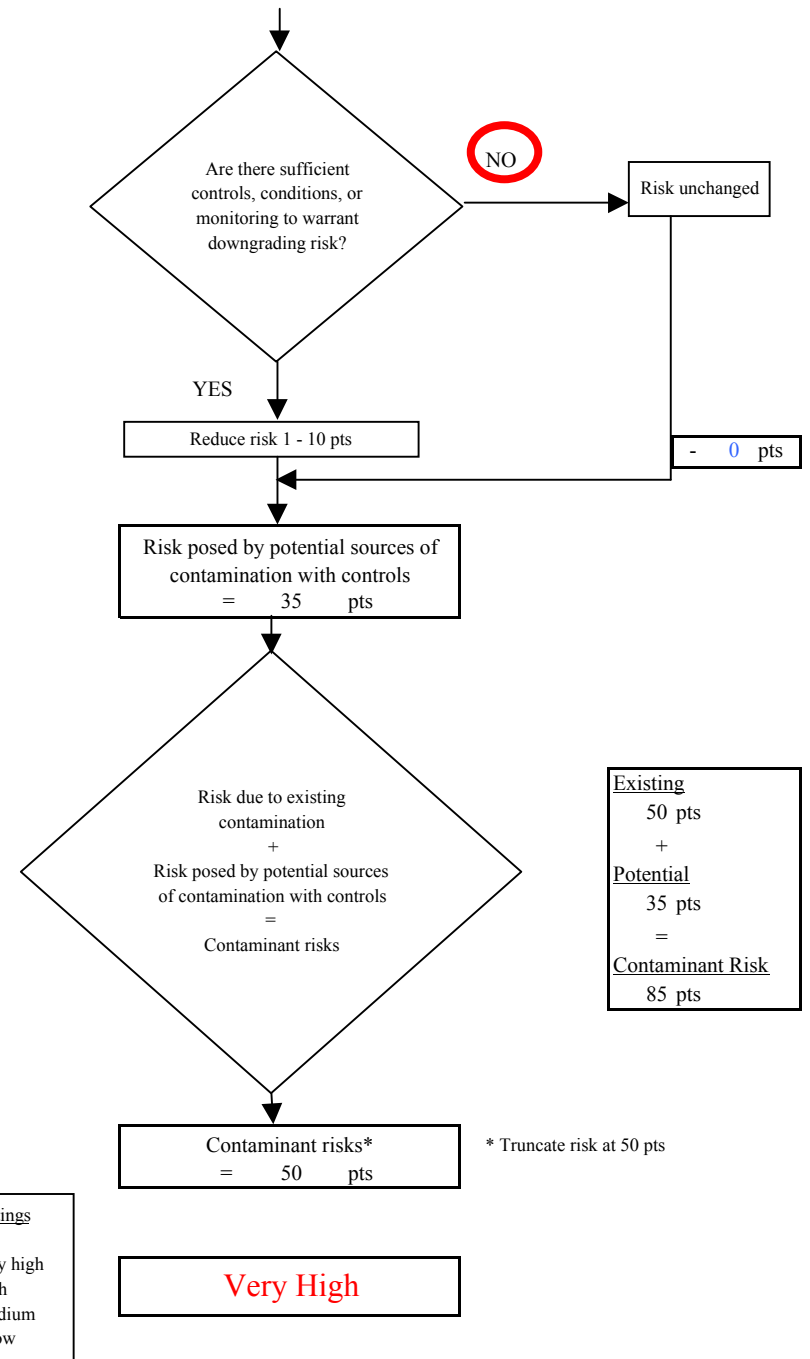 Are there sufficient
controls, conditions, or
monitoring to warrant
downgrading risk?
NO
Risk unchanged
YES
Reduce risk 1 - 10 pts
- 0 pts
Risk posed by potential sources of
contamination with controls
= 35 pts
Risk due to existing
contamination
+
Risk posed by potential sources
of contamination with controls
=
Contaminant risks
Existing
50 pts
+
Potential
35 pts
=
Contaminant Risk
85 pts
Contaminant risks*
= 50 pts
* Truncate risk at 50 pts
high
Very High